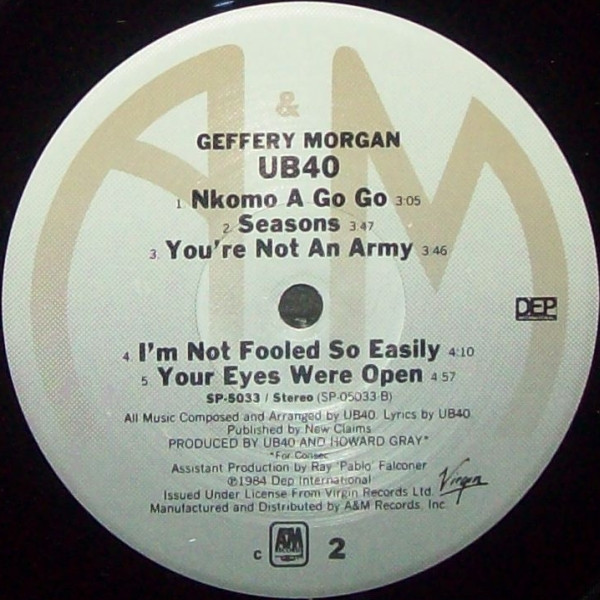 A & M
GEFFERY MORGAN
UB40
1. Nkomo A Go Go 3:05
2. Seasons 3:47
3. You're Not An Army 3:46
DEP
INTERNATIONAL
4. I'm Not Fooled So Easily 4:10
5. Your Eyes Were Open 4:57
SP-5033 / Stereo (SP-05033-B)
All Music Composed and Arranged by UB40. Lyrics by UB40.
Published by New Claims
PRODUCED BY UB40 AND HOWARD GRAY*
*For Consec
Assistant Production by Ray 'Pablo' Falconer
℗1984 Dep International
Issued Under License From Virgin Records Ltd. Virgin
Manufactured and Distributed by A&M Records, Inc.
C A&M 2